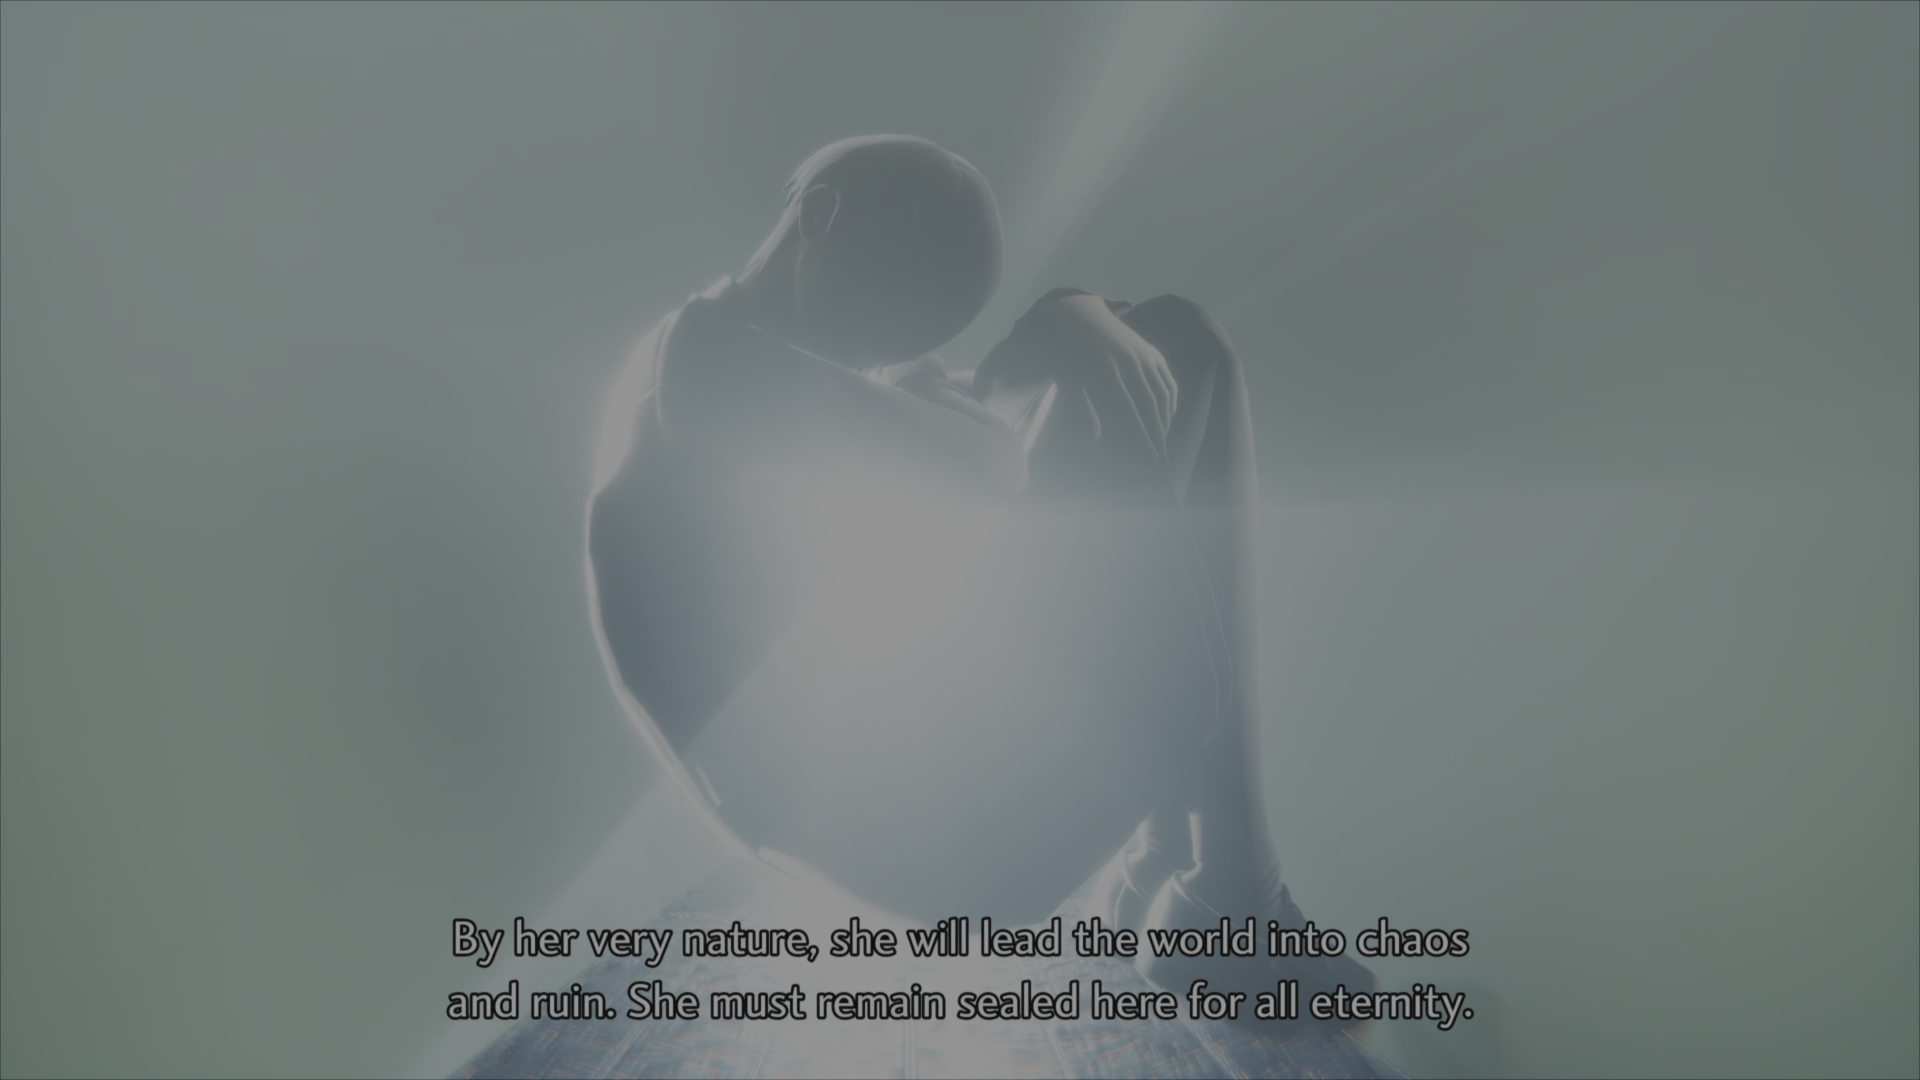 By her very nature, she will lead the world into chaos
and ruin. She must remain sealed here for all eternity.